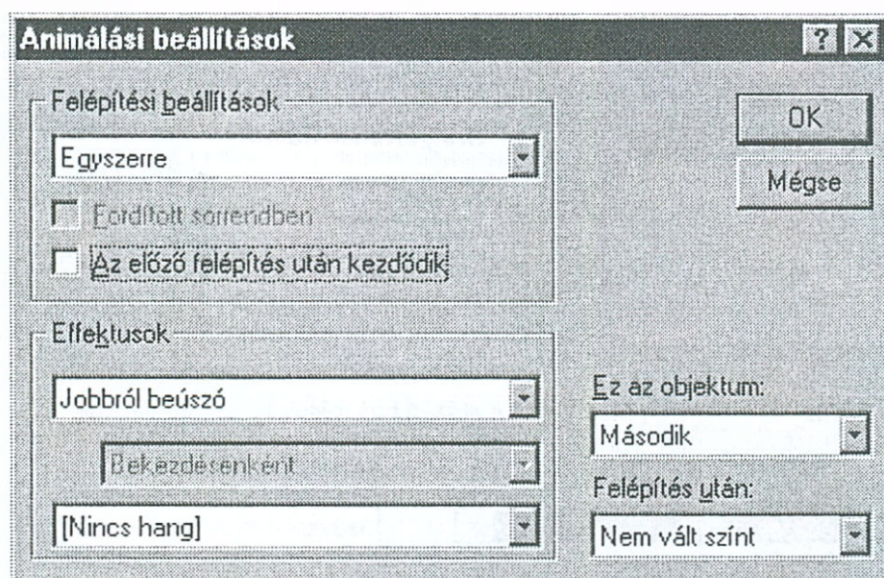 Animálási beállítások
Felépítési beállítások
OK
Egyszerre
Mégse
Fordított sorrendben
Az előző felépítés után kezdődik
Effektusok
Jobbról beúszó
Ez az objektum:
Második
Bekezdésenként
Felépítés után:
[Nincs hang]
Nem vált színt